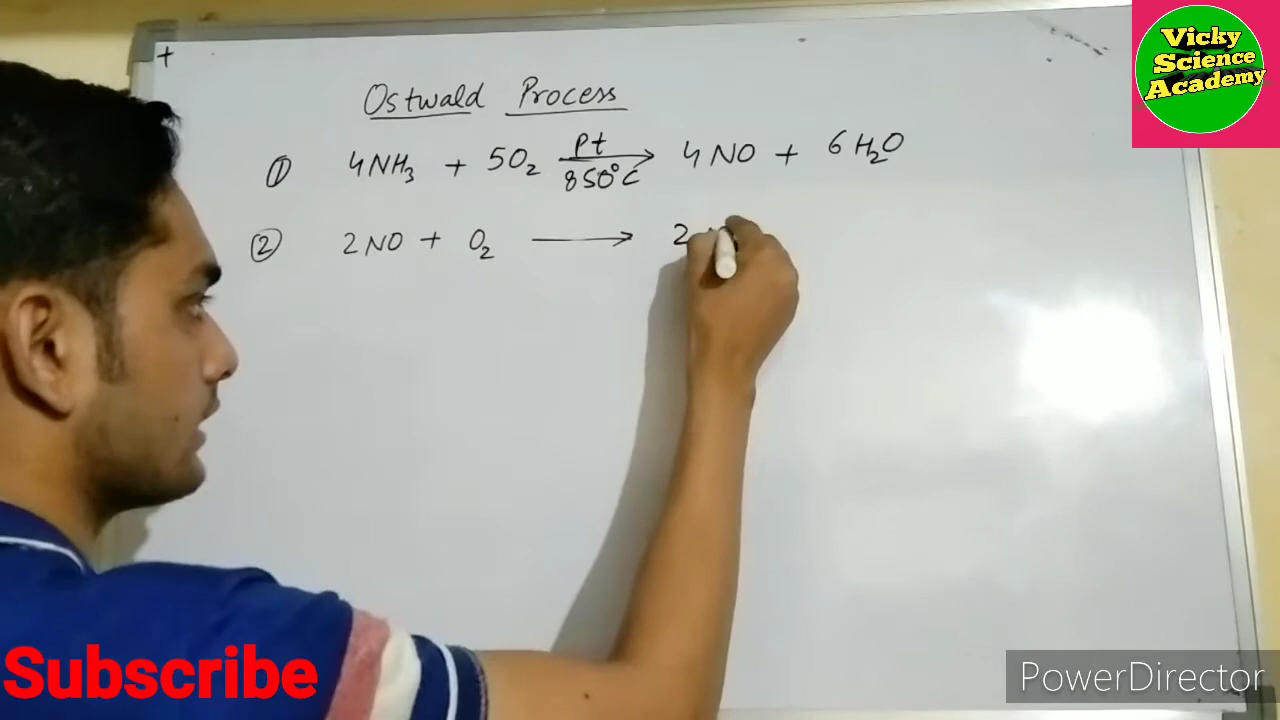 Vicky
Science
Academy
+
Ostwald Process
① 4NH₃ + 5O₂ Pt → 850°C 4NO + 6H₂O
② 2NO + O₂ → 2
Subscribe
PowerDirector